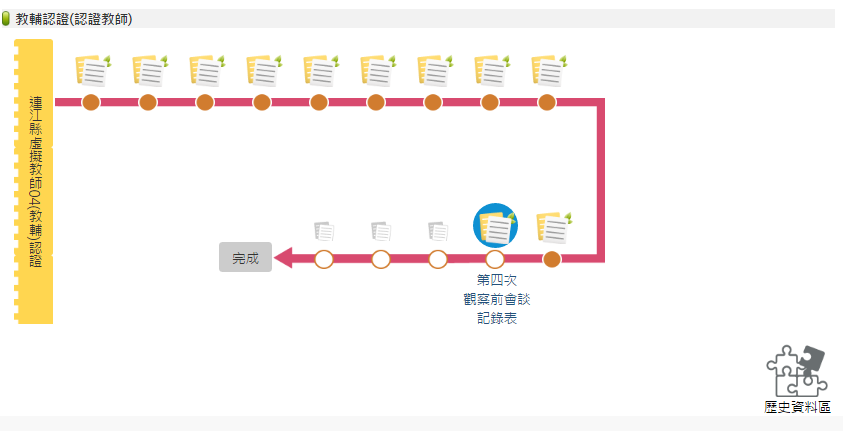 教輔認證(認證教師)
連江縣虛擬教師04(教輔)認證
完成
第四次
觀察前會談
記錄表
歷史資料區